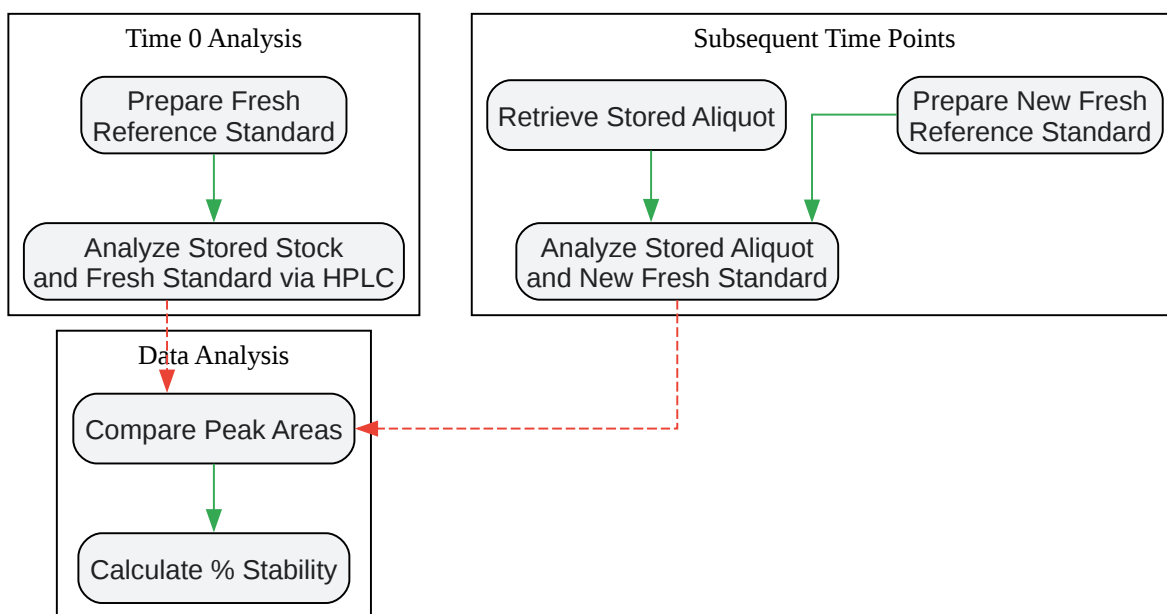 Time 0 Analysis
Prepare Fresh
Reference Standard
Analyze Stored Stock
and Fresh Standard via HPLC
Subsequent Time Points
Retrieve Stored Aliquot
Prepare New Fresh
Reference Standard
Analyze Stored Aliquot
and New Fresh Standard
Data Analysis
Compare Peak Areas
Calculate % Stability